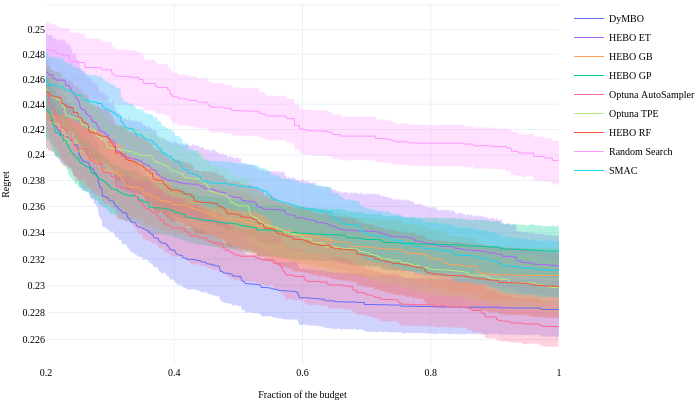 0.25
0.248
0.246
0.244
0.242
0.24
0.238
0.236
0.234
0.232
0.23
0.228
0.226
Regret
0.2 0.4 0.6 0.8 1
Fraction of the budget
DyMBO
HEBO ET
HEBO GB
HEBO GP
Optuna AutoSampler
Optuna TPE
HEBO RF
Random Search
SMAC